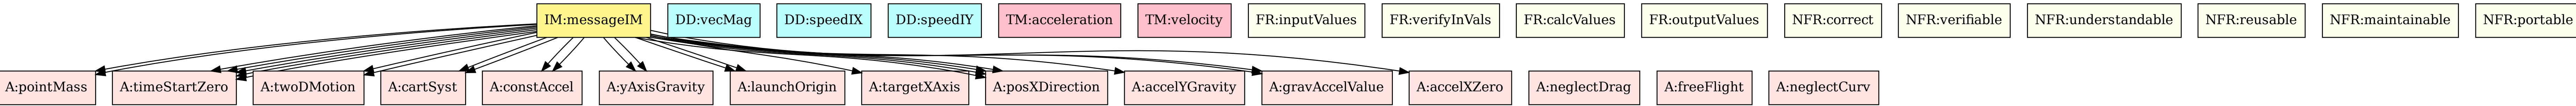 IM:messageIM DD:vecMag DD:speedIX DD:speedIY TM:acceleration TM:velocity FR:inputValues FR:verifyInVals FR:calcValues FR:outputValues NFR:correct NFR:verifiable NFR:understandable NFR:reusable NFR:maintainable NFR:portable
A:pointMass A:timeStartZero A:twoDMotion A:cartSyst A:constAccel A:yAxisGravity A:launchOrigin A:targetXAxis A:posXDirection A:accelYGravity A:gravAccelValue A:accelXZero A:neglectDrag A:freeFlight A:neglectCurv